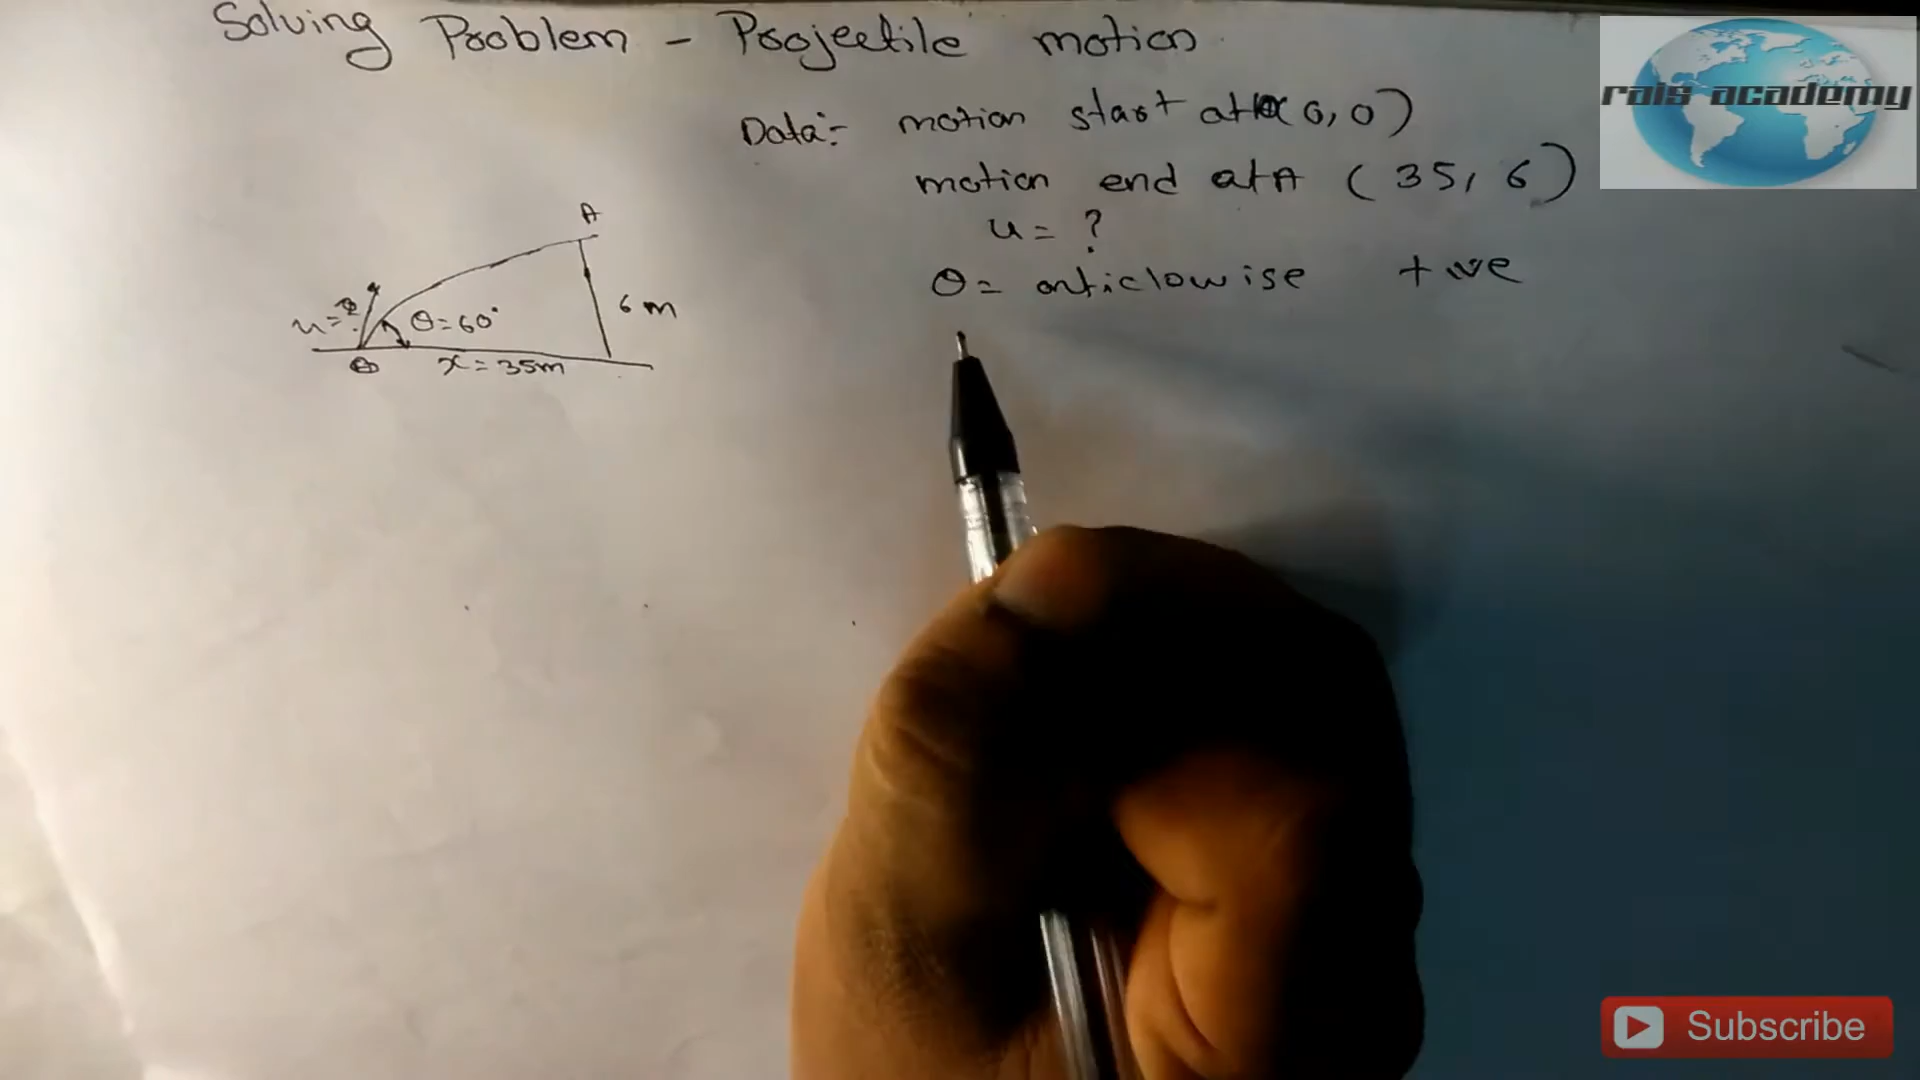 Solving Problem - Projectile motion
rais academy
Data:- motion start at (0, 0)
motion end at A (35, 6)
u = ?
θ = anticlowise +ve
A
u = ?
θ = 60°
6 m
O
x = 35m
Subscribe